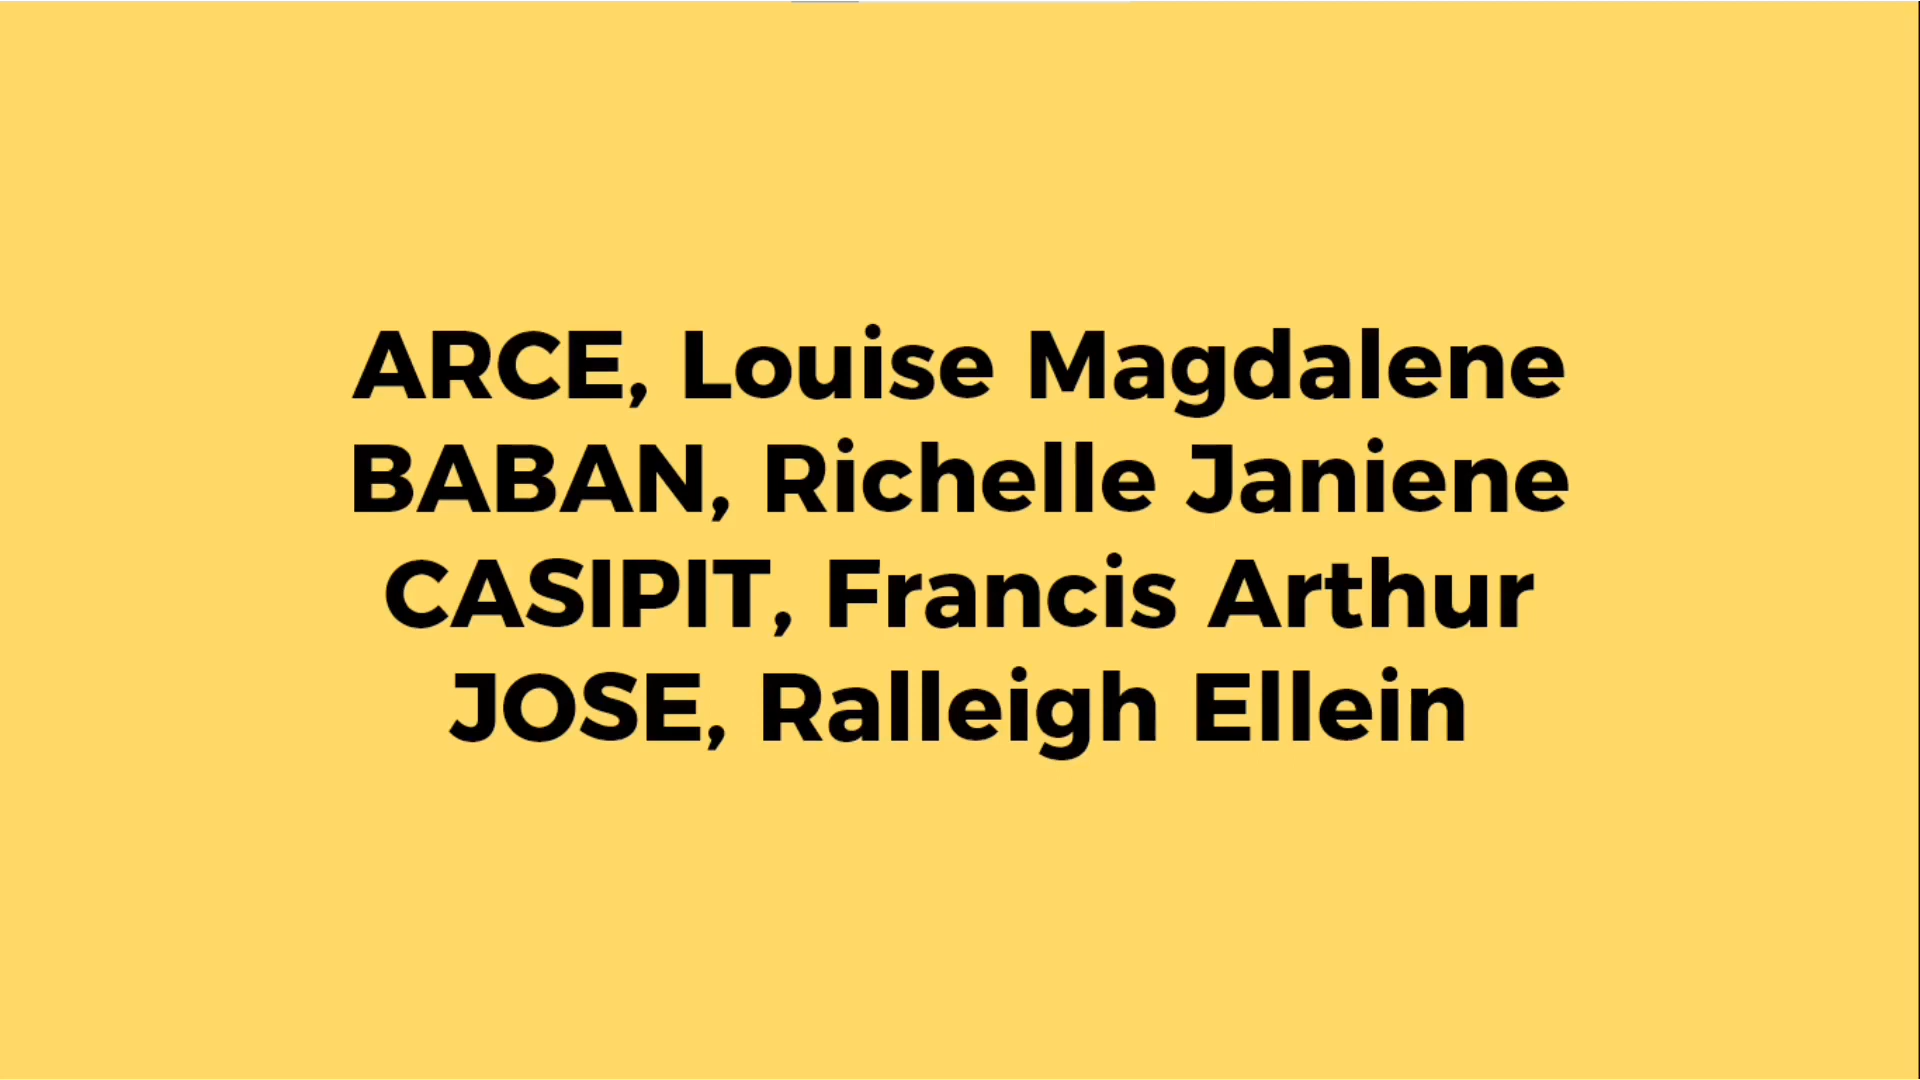 ARCE, Louise Magdalene
BABAN, Richelle Janiene
CASIPIT, Francis Arthur
JOSE, Ralleigh Ellein